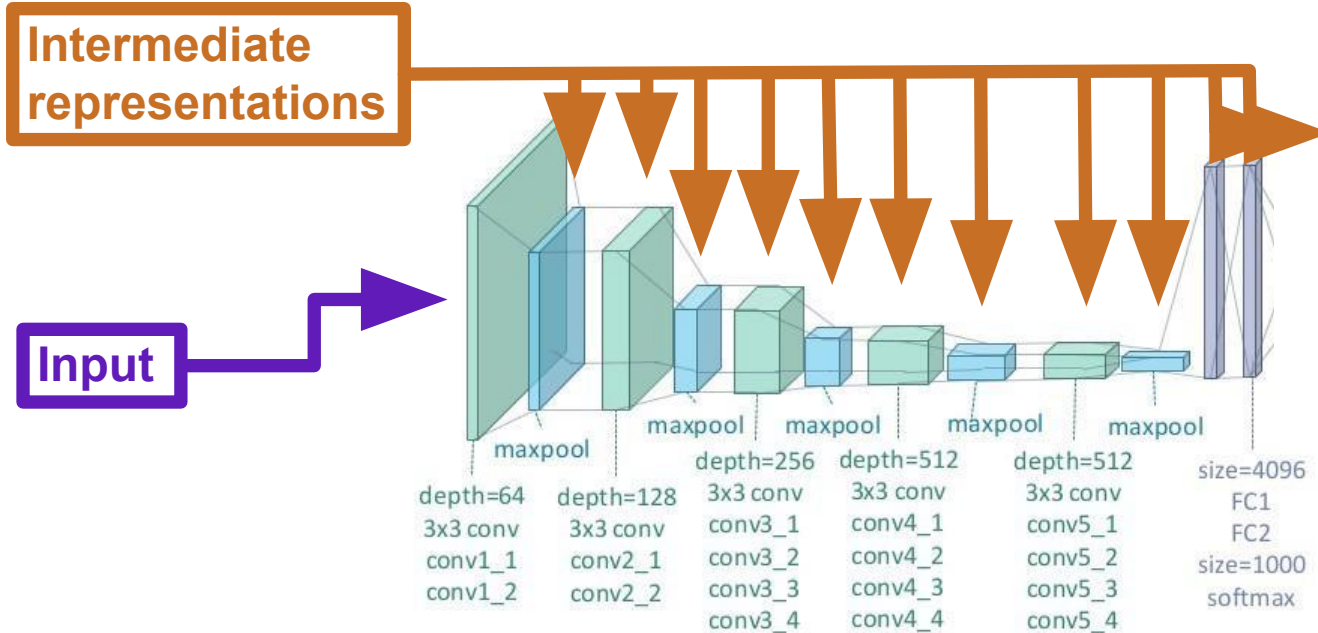 Intermediate
representations
Input
maxpool
maxpool
maxpool
maxpool
maxpool
depth=64
3x3 conv
conv1_1
conv1_2
depth=128
3x3 conv
conv2_1
conv2_2
depth=256
3x3 conv
conv3_1
conv3_2
conv3_3
conv3_4
depth=512
3x3 conv
conv4_1
conv4_2
conv4_3
conv4_4
depth=512
3x3 conv
conv5_1
conv5_2
conv5_3
conv5_4
size=4096
FC1
FC2
size=1000
softmax